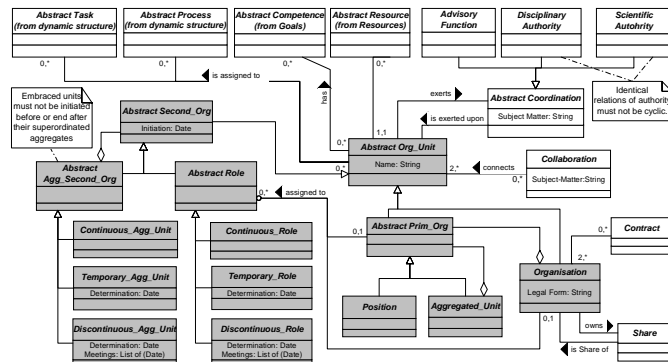 Abstract Task
(from dynamic structure)
Abstract Process
(from dynamic structure)
Abstract Competence
(from Goals)
Abstract Resource
(from Resources)
Advisory
Function
Disciplinary
Authority
Scientific
Autohrity
0,*
0,*
0,*
0,*
is assigned to
has
exerts
Identical
relations of authority
must not be cyclic.
Embraced units
must not be initiated
before or end after
their superordinated
aggregates
Abstract Second_Org
Initiation: Date
Abstract Coordination
Subject Matter: String
is exerted upon
0,*
1,1
Abstract Org_Unit
Name: String
0,*
2,*
connects
0,*
Collaboration
Subject-Matter:String
Abstract
Agg_Second_Org
Abstract Role
0,*
assigned to
0,1
Abstract Prim_Org
Continuous_Agg_Unit
Continuous_Role
0,*
Contract
2,*
Temporary_Agg_Unit
Determination: Date
Temporary_Role
Determination: Date
Organisation
Legal Form: String
Position
Aggregated_Unit
0,1
owns
Discontinuous_Agg_Unit
Determination: Date
Meetings: List of (Date)
Discontinuous_Role
Determination: Date
Meetings: List of (Date)
is Share of
Share